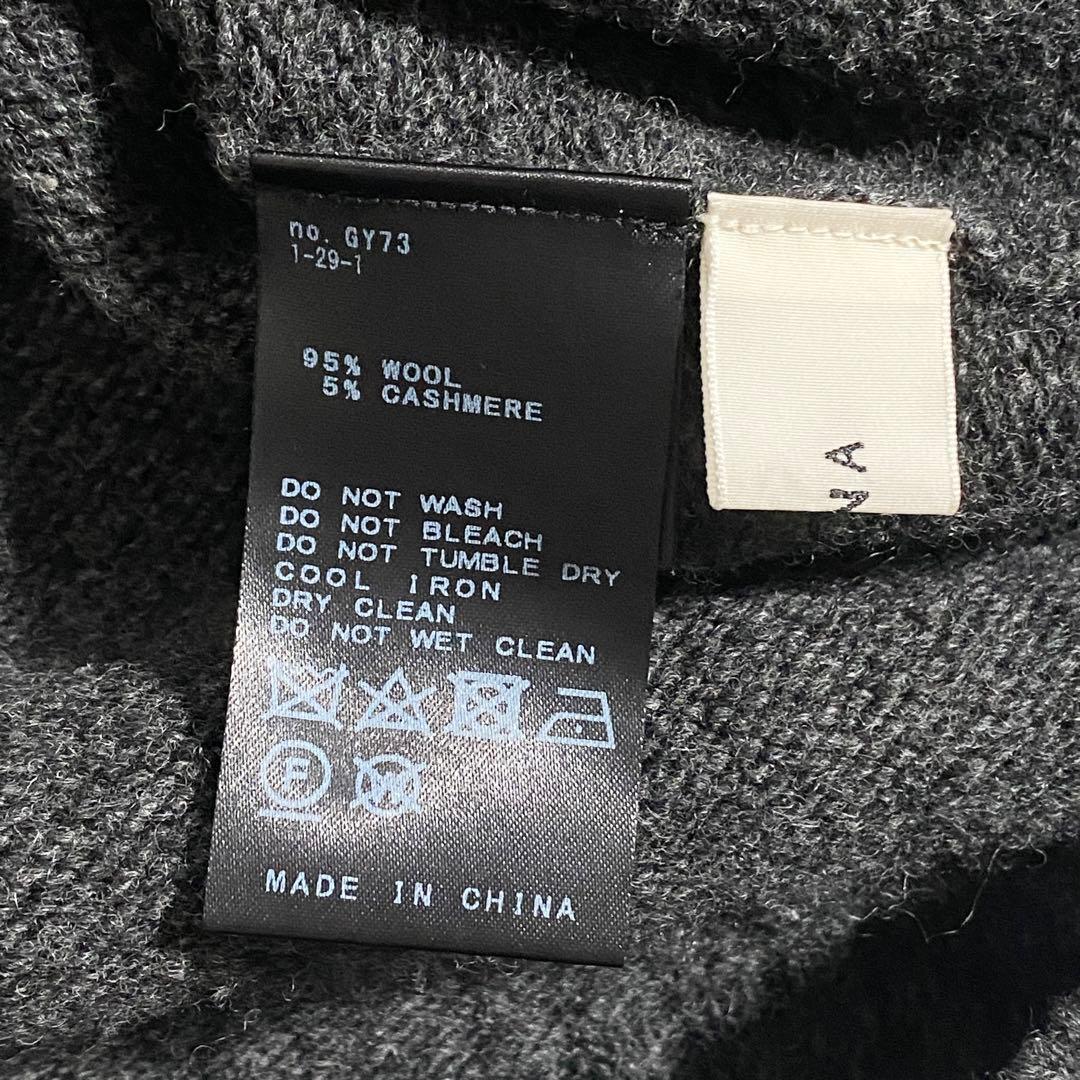 no. GY73
1-29-1
95% WOOL
5% CASHMERE
DO NOT WASH
DO NOT BLEACH
DO NOT TUMBLE DRY
COOL IRON
DRY CLEAN
DO NOT WET CLEAN
F
MADE IN CHINA
NA